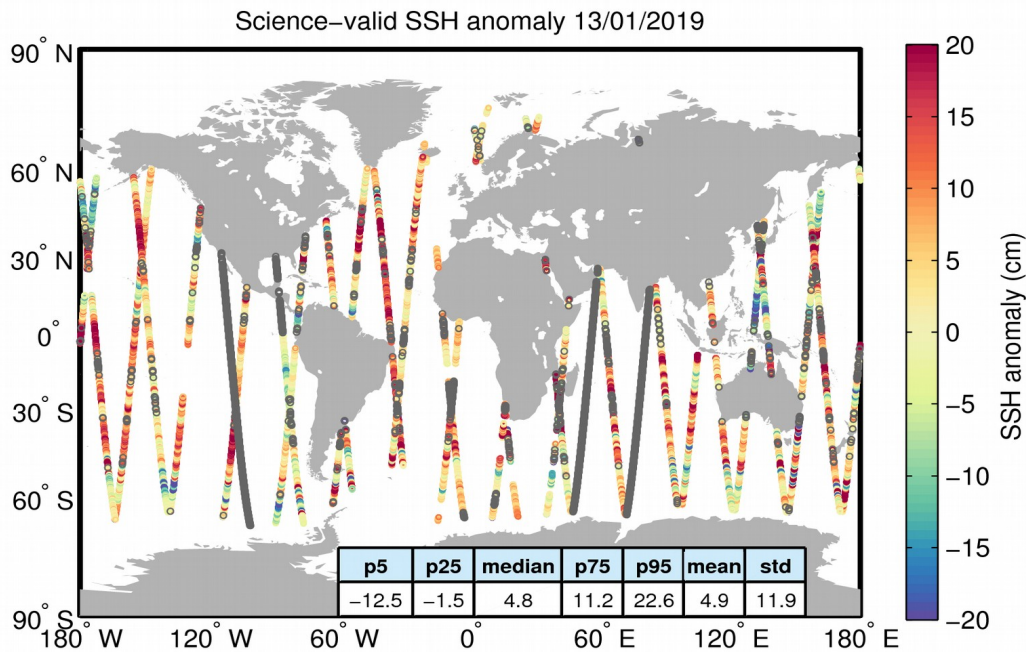 Science−valid SSH anomaly 13/01/2019
90° N
60° N
30° N
0°
30° S
60° S
90° S
180° W
120° W
60° W
0°
60° E
120° E
180° E
20
15
10
5
0
−5
−10
−15
−20
SSH anomaly (cm)
p5 p25 median p75 p95 mean std
−12.5 −1.5 4.8 11.2 22.6 4.9 11.9